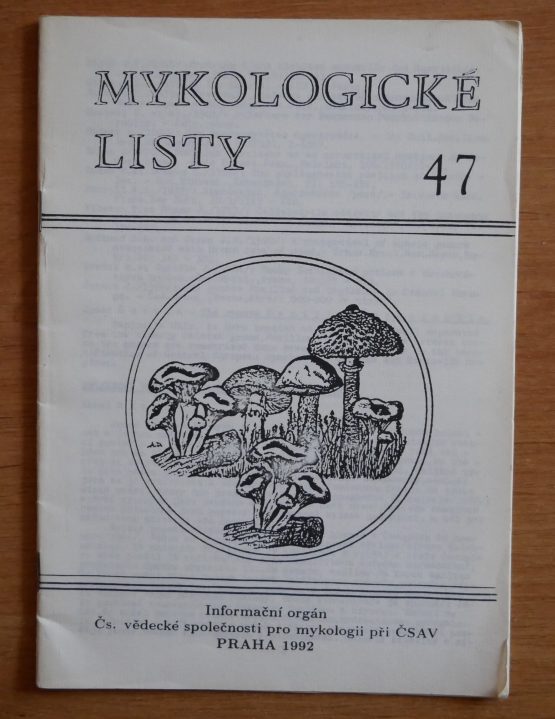 MYKOLOGICKÉ
LISTY
47
Informační orgán
Čs. vědecké společnosti pro mykologii při ČSAV
PRAHA 1992